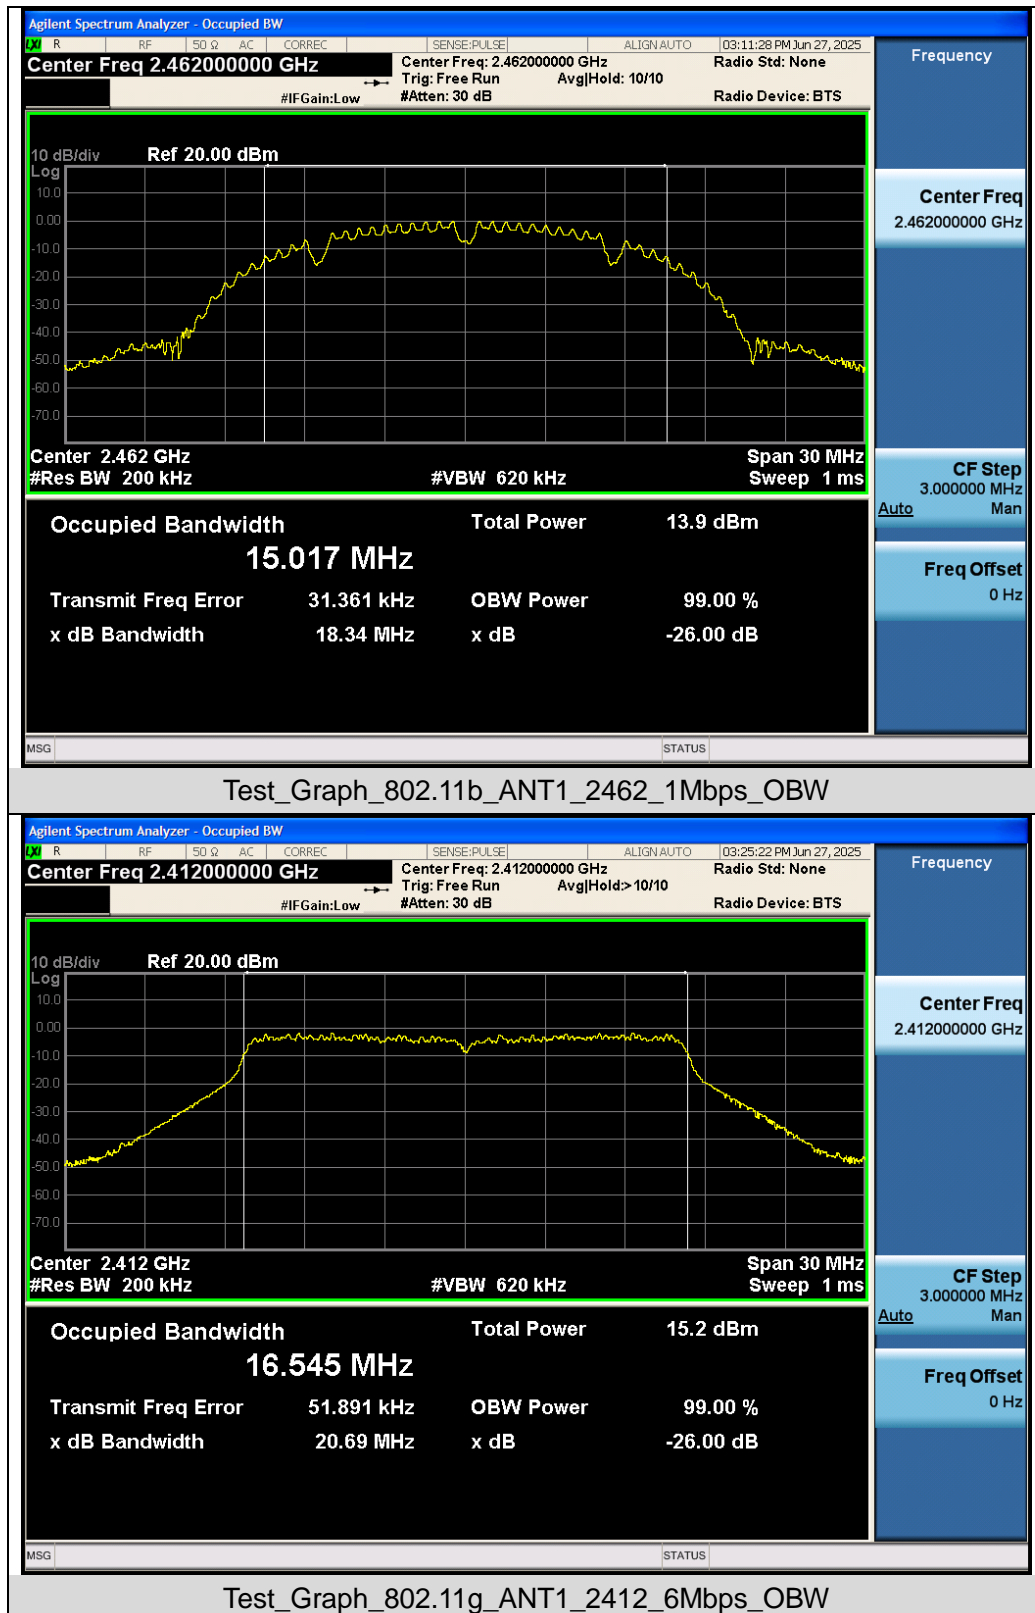 Agilent Spectrum Analyzer - Occupied BW
LXI R RF 50 Ω AC CORREC SENSE:PULSE ALIGN AUTO 03:11:28 PM Jun 27, 2025
Center Freq 2.462000000 GHz
Center Freq: 2.462000000 GHz
Radio Std: None
Trig: Free Run Avg|Hold: 10/10
#IFGain:Low #Atten: 30 dB Radio Device: BTS
Frequency
10 dB/div Ref 20.00 dBm
Log
10.0
0.00
-10.0
-20.0
-30.0
-40.0
-50.0
-60.0
-70.0
Center 2.462 GHz Span 30 MHz
#Res BW 200 kHz #VBW 620 kHz Sweep 1 ms
Center Freq
2.462000000 GHz
CF Step
3.000000 MHz
Auto Man
Freq Offset
0 Hz
Occupied Bandwidth Total Power 13.9 dBm
15.017 MHz
Transmit Freq Error 31.361 kHz OBW Power 99.00 %
x dB Bandwidth 18.34 MHz x dB -26.00 dB
MSG STATUS
Test_Graph_802.11b_ANT1_2462_1Mbps_OBW
Agilent Spectrum Analyzer - Occupied BW
LXI R RF 50 Ω AC CORREC SENSE:PULSE ALIGN AUTO 03:25:22 PM Jun 27, 2025
Center Freq 2.412000000 GHz
Center Freq: 2.412000000 GHz
Radio Std: None
Trig: Free Run Avg|Hold:> 10/10
#IFGain:Low #Atten: 30 dB Radio Device: BTS
Frequency
10 dB/div Ref 20.00 dBm
Log
10.0
0.00
-10.0
-20.0
-30.0
-40.0
-50.0
-60.0
-70.0
Center 2.412 GHz Span 30 MHz
#Res BW 200 kHz #VBW 620 kHz Sweep 1 ms
Center Freq
2.412000000 GHz
CF Step
3.000000 MHz
Auto Man
Freq Offset
0 Hz
Occupied Bandwidth Total Power 15.2 dBm
16.545 MHz
Transmit Freq Error 51.891 kHz OBW Power 99.00 %
x dB Bandwidth 20.69 MHz x dB -26.00 dB
MSG STATUS
Test_Graph_802.11g_ANT1_2412_6Mbps_OBW